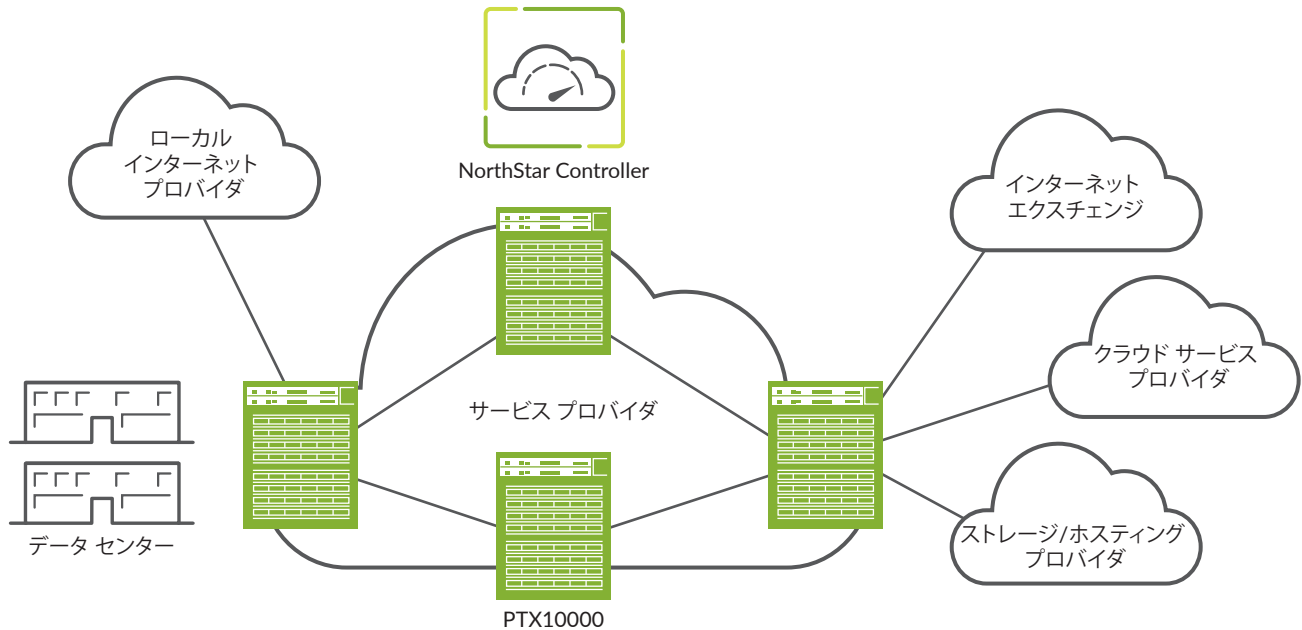 NorthStar Controller
ローカル
インターネット
プロバイダ
インターネット
エクスチェンジ
クラウド サービス
プロバイダ
サービス プロバイダ
データ センター
ストレージ/ホスティング
プロバイダ
PTX10000